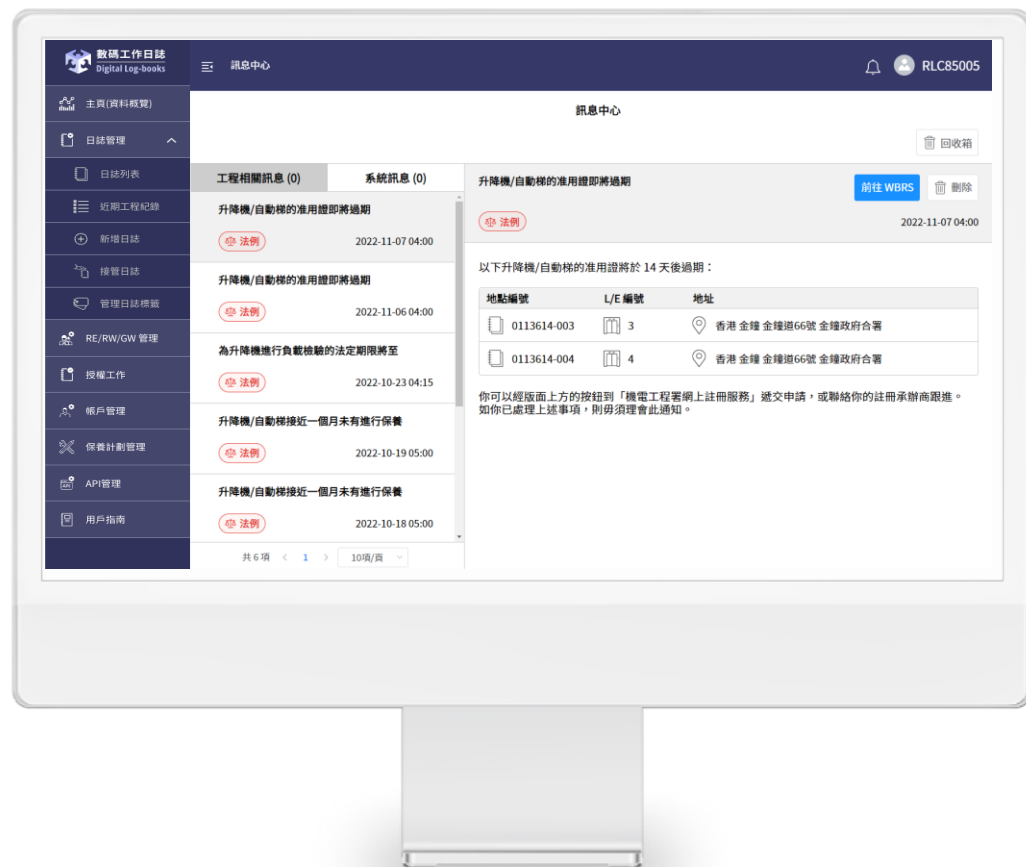 數碼工作日誌
Digital Log-books
訊息中心
RLC85005
主頁(資料概覽)
日誌管理
日誌列表
近期工程紀錄
新增日誌
接管日誌
管理日誌標籤
RE/RW/GW 管理
授權工作
帳戶管理
保養計劃管理
API管理
用戶指南
訊息中心
回收箱
工程相關訊息 (0)
系統訊息 (0)
升降機/自動梯的准用證即將過期
法例
2022-11-07 04:00
升降機/自動梯的准用證即將過期
法例
2022-11-06 04:00
為升降機進行負載檢驗的法定期限將至
法例
2022-10-23 04:15
升降機/自動梯接近一個月未有進行保養
法例
2022-10-19 05:00
升降機/自動梯接近一個月未有進行保養
法例
2022-10-18 05:00
共 6 項 1 10項/頁
升降機/自動梯的准用證即將過期
前往 WBRS
刪除
法例
2022-11-07 04:00
以下升降機/自動梯的准用證將於 14 天後過期：
地點編號 L/E 編號 地址
0113614-003 3 香港 金鐘 金鐘道66號 金鐘政府合署
0113614-004 4 香港 金鐘 金鐘道66號 金鐘政府合署
你可以經版面上方的按鈕到「機電工程署網上註冊服務」遞交申請，或聯絡你的註冊承辦商跟進。
如你已處理上述事項，則毋須理會此通知。